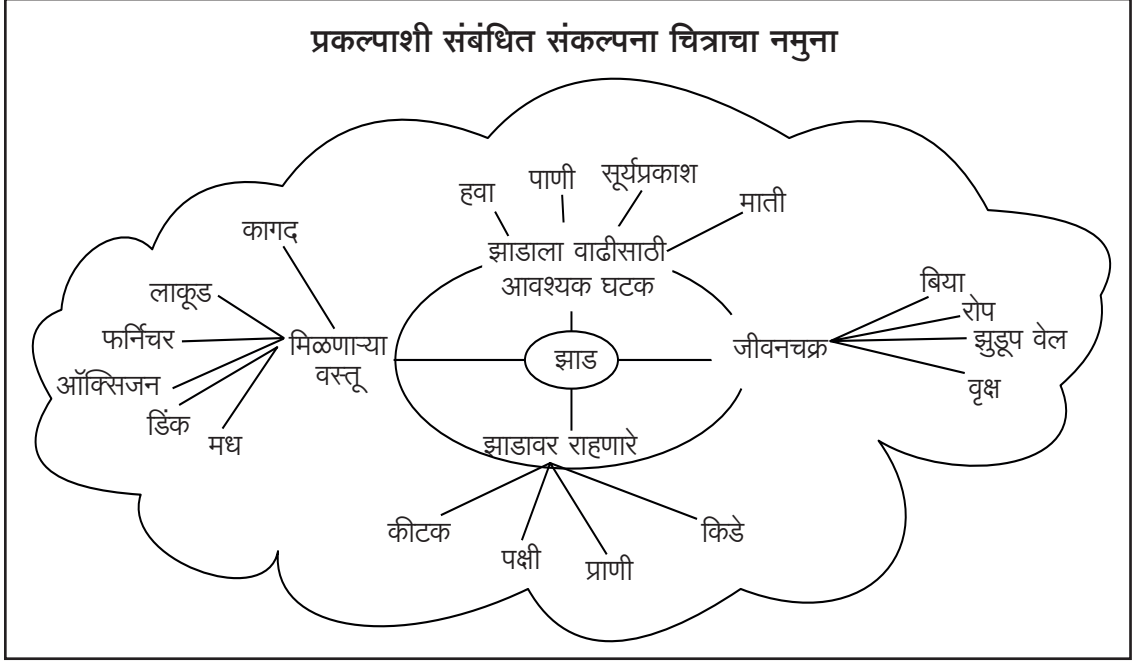 प्रकल्पाशी संबंधित संकल्पना चित्राचा नमुना
हवा
पाणी
सूर्यप्रकाश
माती
झाडाला वाढीसाठी
आवश्यक घटक
कागद
लाकूड
फर्निचर
ऑक्सिजन
डिंक
मध
मिळणाऱ्या
वस्तू
झाड
जीवनचक्र
बिया
रोप
झुडूप वेल
वृक्ष
झाडावर राहणारे
कीटक
पक्षी
प्राणी
किडे